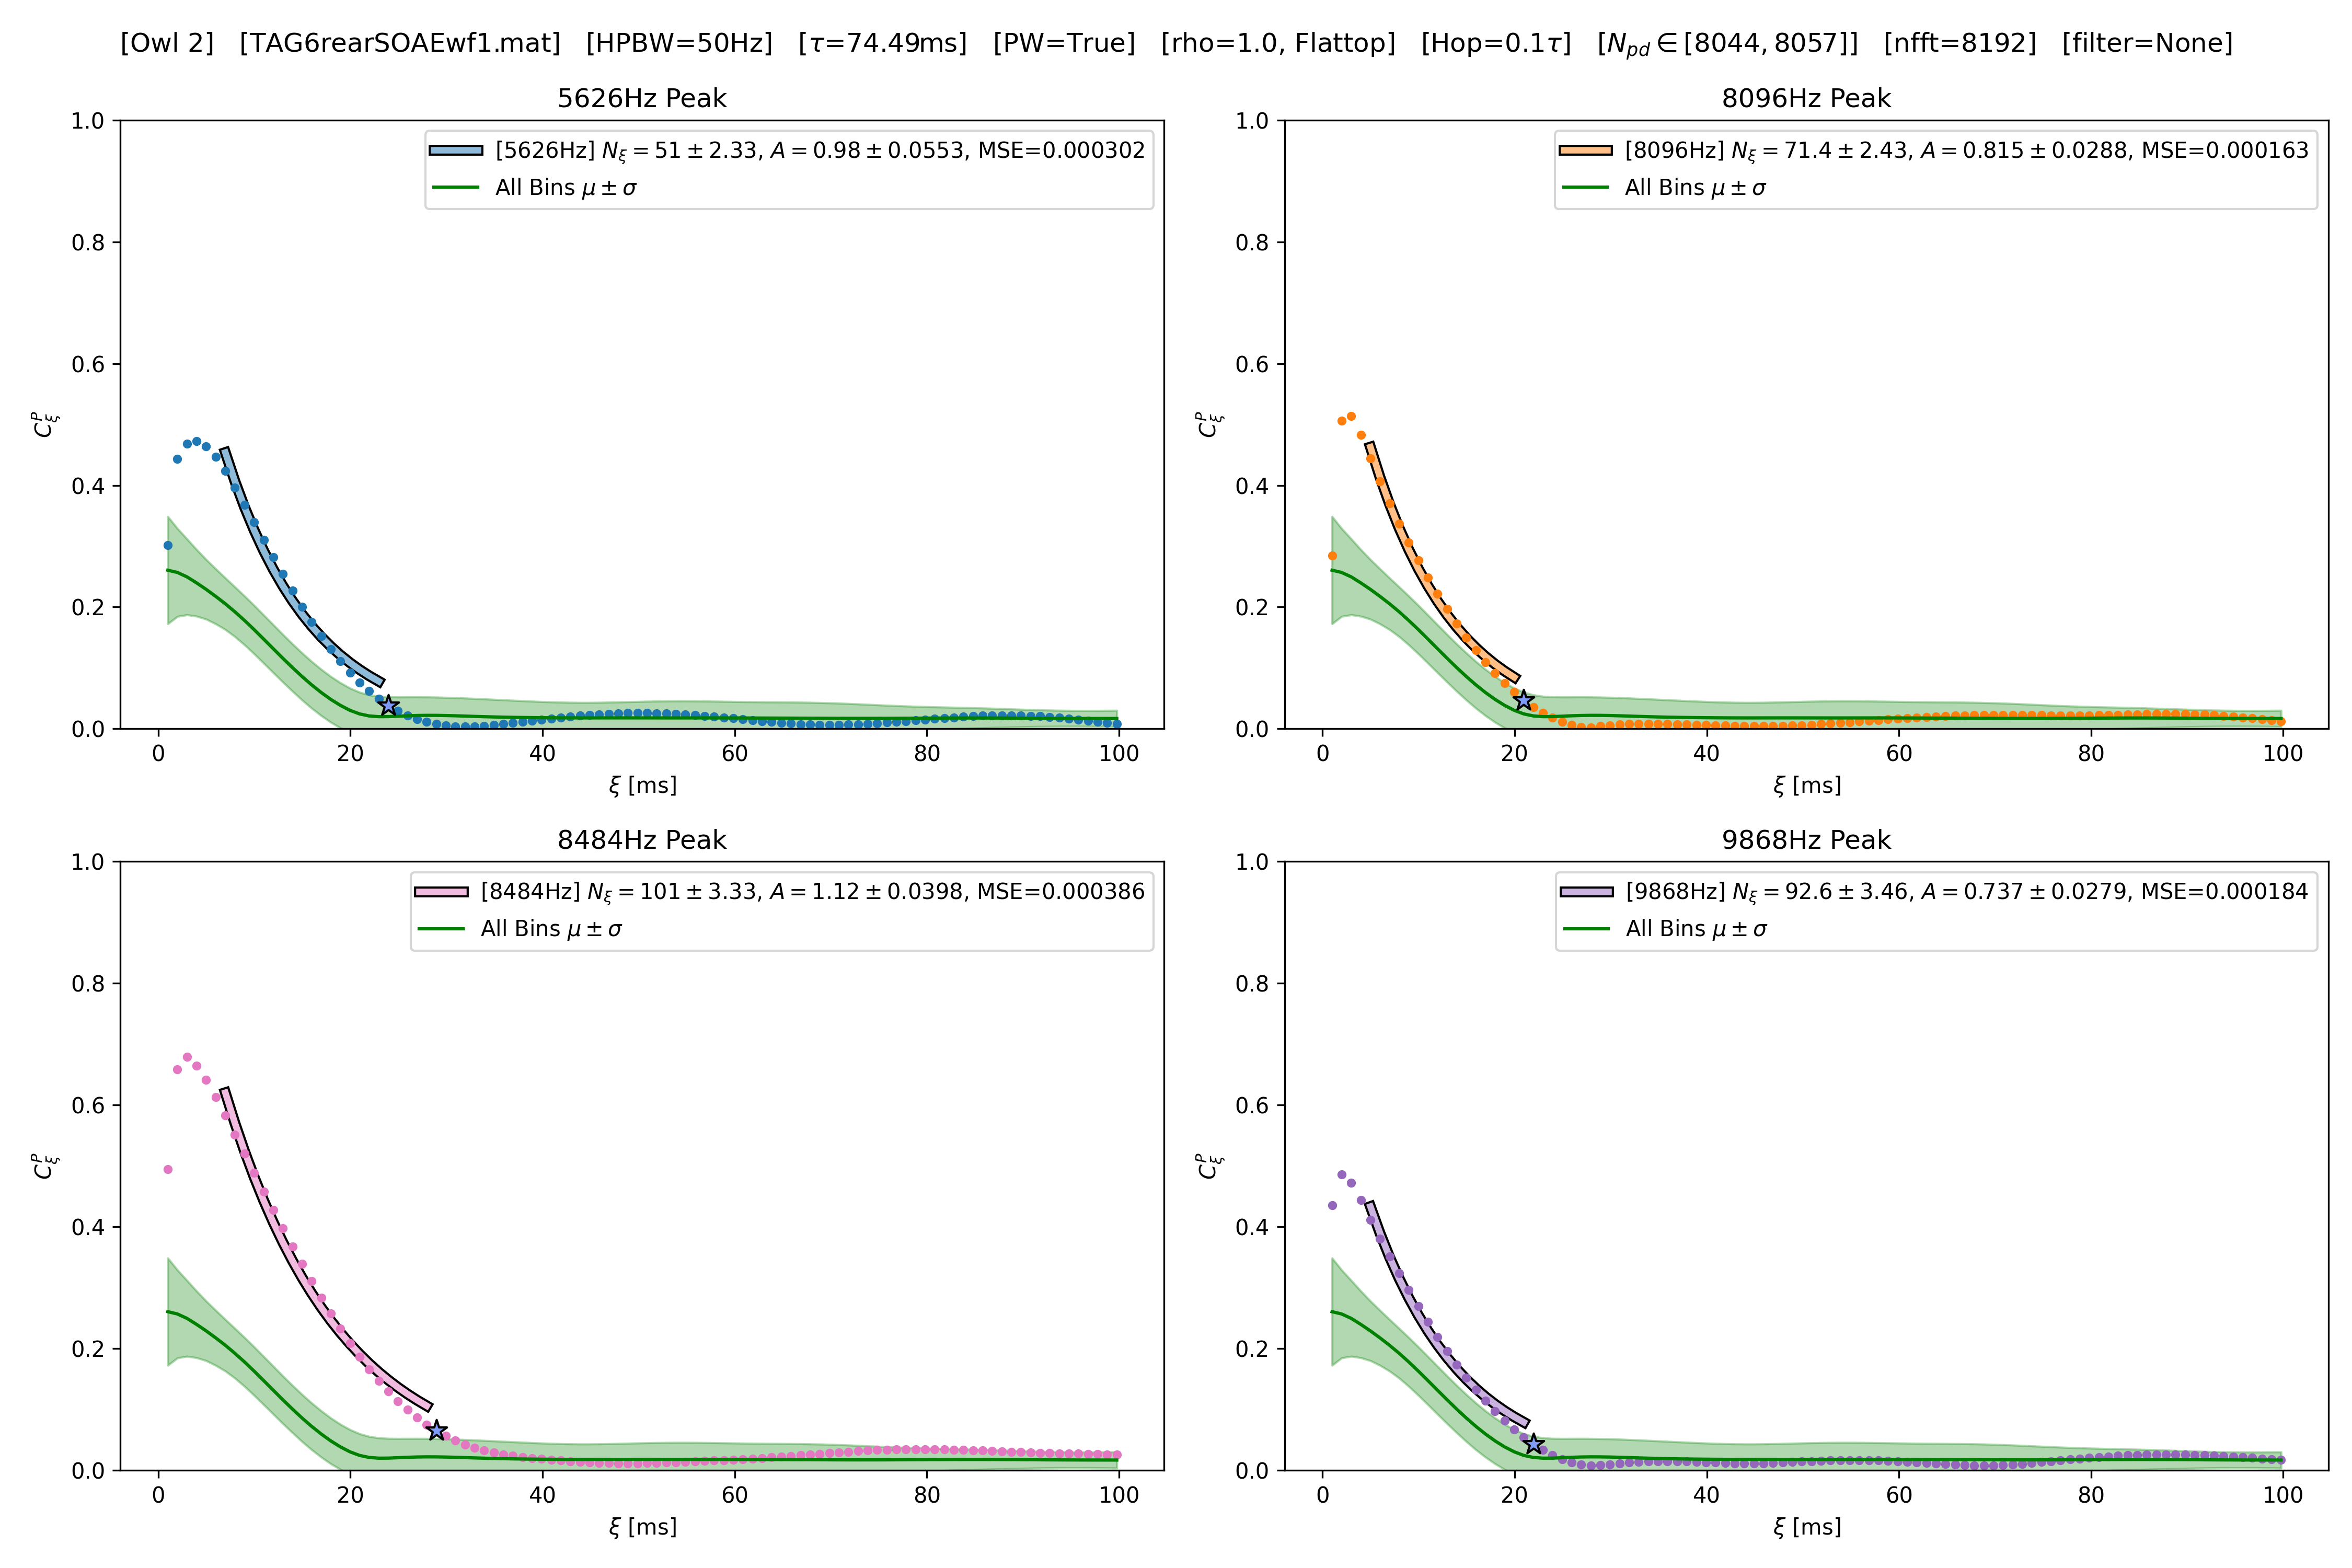 [Owl 2]   [TAG6rearSOAEwf1.mat]   [HPBW=50Hz]   [τ=74.49ms]   [PW=True]   [rho=1.0, Flattop]   [Hop=0.1τ]   [N_pd ∈ [8044, 8057]]   [nfft=8192]   [filter=None]
5626Hz Peak
[5626Hz] N_ξ = 51 ± 2.33, A = 0.98 ± 0.0553, MSE=0.000302
All Bins μ ± σ
1.0
0.8
0.6
0.4
0.2
0.0
C_ξ^P
0 20 40 60 80 100
ξ [ms]
8096Hz Peak
[8096Hz] N_ξ = 71.4 ± 2.43, A = 0.815 ± 0.0288, MSE=0.000163
All Bins μ ± σ
1.0
0.8
0.6
0.4
0.2
0.0
C_ξ^P
0 20 40 60 80 100
ξ [ms]
8484Hz Peak
[8484Hz] N_ξ = 101 ± 3.33, A = 1.12 ± 0.0398, MSE=0.000386
All Bins μ ± σ
1.0
0.8
0.6
0.4
0.2
0.0
C_ξ^P
0 20 40 60 80 100
ξ [ms]
9868Hz Peak
[9868Hz] N_ξ = 92.6 ± 3.46, A = 0.737 ± 0.0279, MSE=0.000184
All Bins μ ± σ
1.0
0.8
0.6
0.4
0.2
0.0
C_ξ^P
0 20 40 60 80 100
ξ [ms]